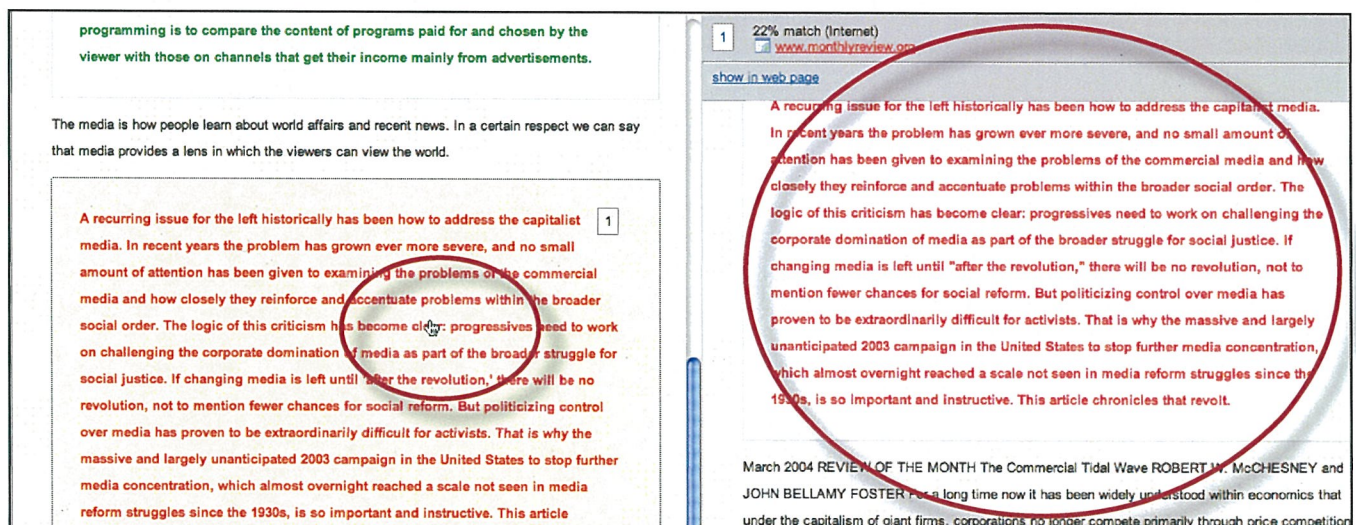 programming is to compare the content of programs paid for and chosen by the
viewer with those on channels that get their income mainly from advertisements.
The media is how people learn about world affairs and recent news. In a certain respect we can say
that media provides a lens in which the viewers can view the world.
A recurring issue for the left historically has been how to address the capitalist 1
media. In recent years the problem has grown ever more severe, and no small
amount of attention has been given to examining the problems of the commercial
media and how closely they reinforce and accentuate problems within the broader
social order. The logic of this criticism has become clear: progressives need to work
on challenging the corporate domination of media as part of the broader struggle for
social justice. If changing media is left until "after the revolution,' there will be no
revolution, not to mention fewer chances for social reform. But politicizing control
over media has proven to be extraordinarily difficult for activists. That is why the
massive and largely unanticipated 2003 campaign in the United States to stop further
media concentration, which almost overnight reached a scale not seen in media
reform struggles since the 1930s, is so important and instructive. This article
1 22% match (Internet)
www.monthlyreview.org
show in web page
A recurring issue for the left historically has been how to address the capitalist media.
In recent years the problem has grown ever more severe, and no small amount of
attention has been given to examining the problems of the commercial media and how
closely they reinforce and accentuate problems within the broader social order. The
logic of this criticism has become clear: progressives need to work on challenging the
corporate domination of media as part of the broader struggle for social justice. If
changing media is left until "after the revolution," there will be no revolution, not to
mention fewer chances for social reform. But politicizing control over media has
proven to be extraordinarily difficult for activists. That is why the massive and largely
unanticipated 2003 campaign in the United States to stop further media concentration,
which almost overnight reached a scale not seen in media reform struggles since the
1930s, is so important and instructive. This article chronicles that revolt.
March 2004 REVIEW OF THE MONTH The Commercial Tidal Wave ROBERT W. McCHESNEY and
JOHN BELLAMY FOSTER For a long time now it has been widely understood within economics that
under the capitalism of giant firms, corporations no longer compete primarily through price competition